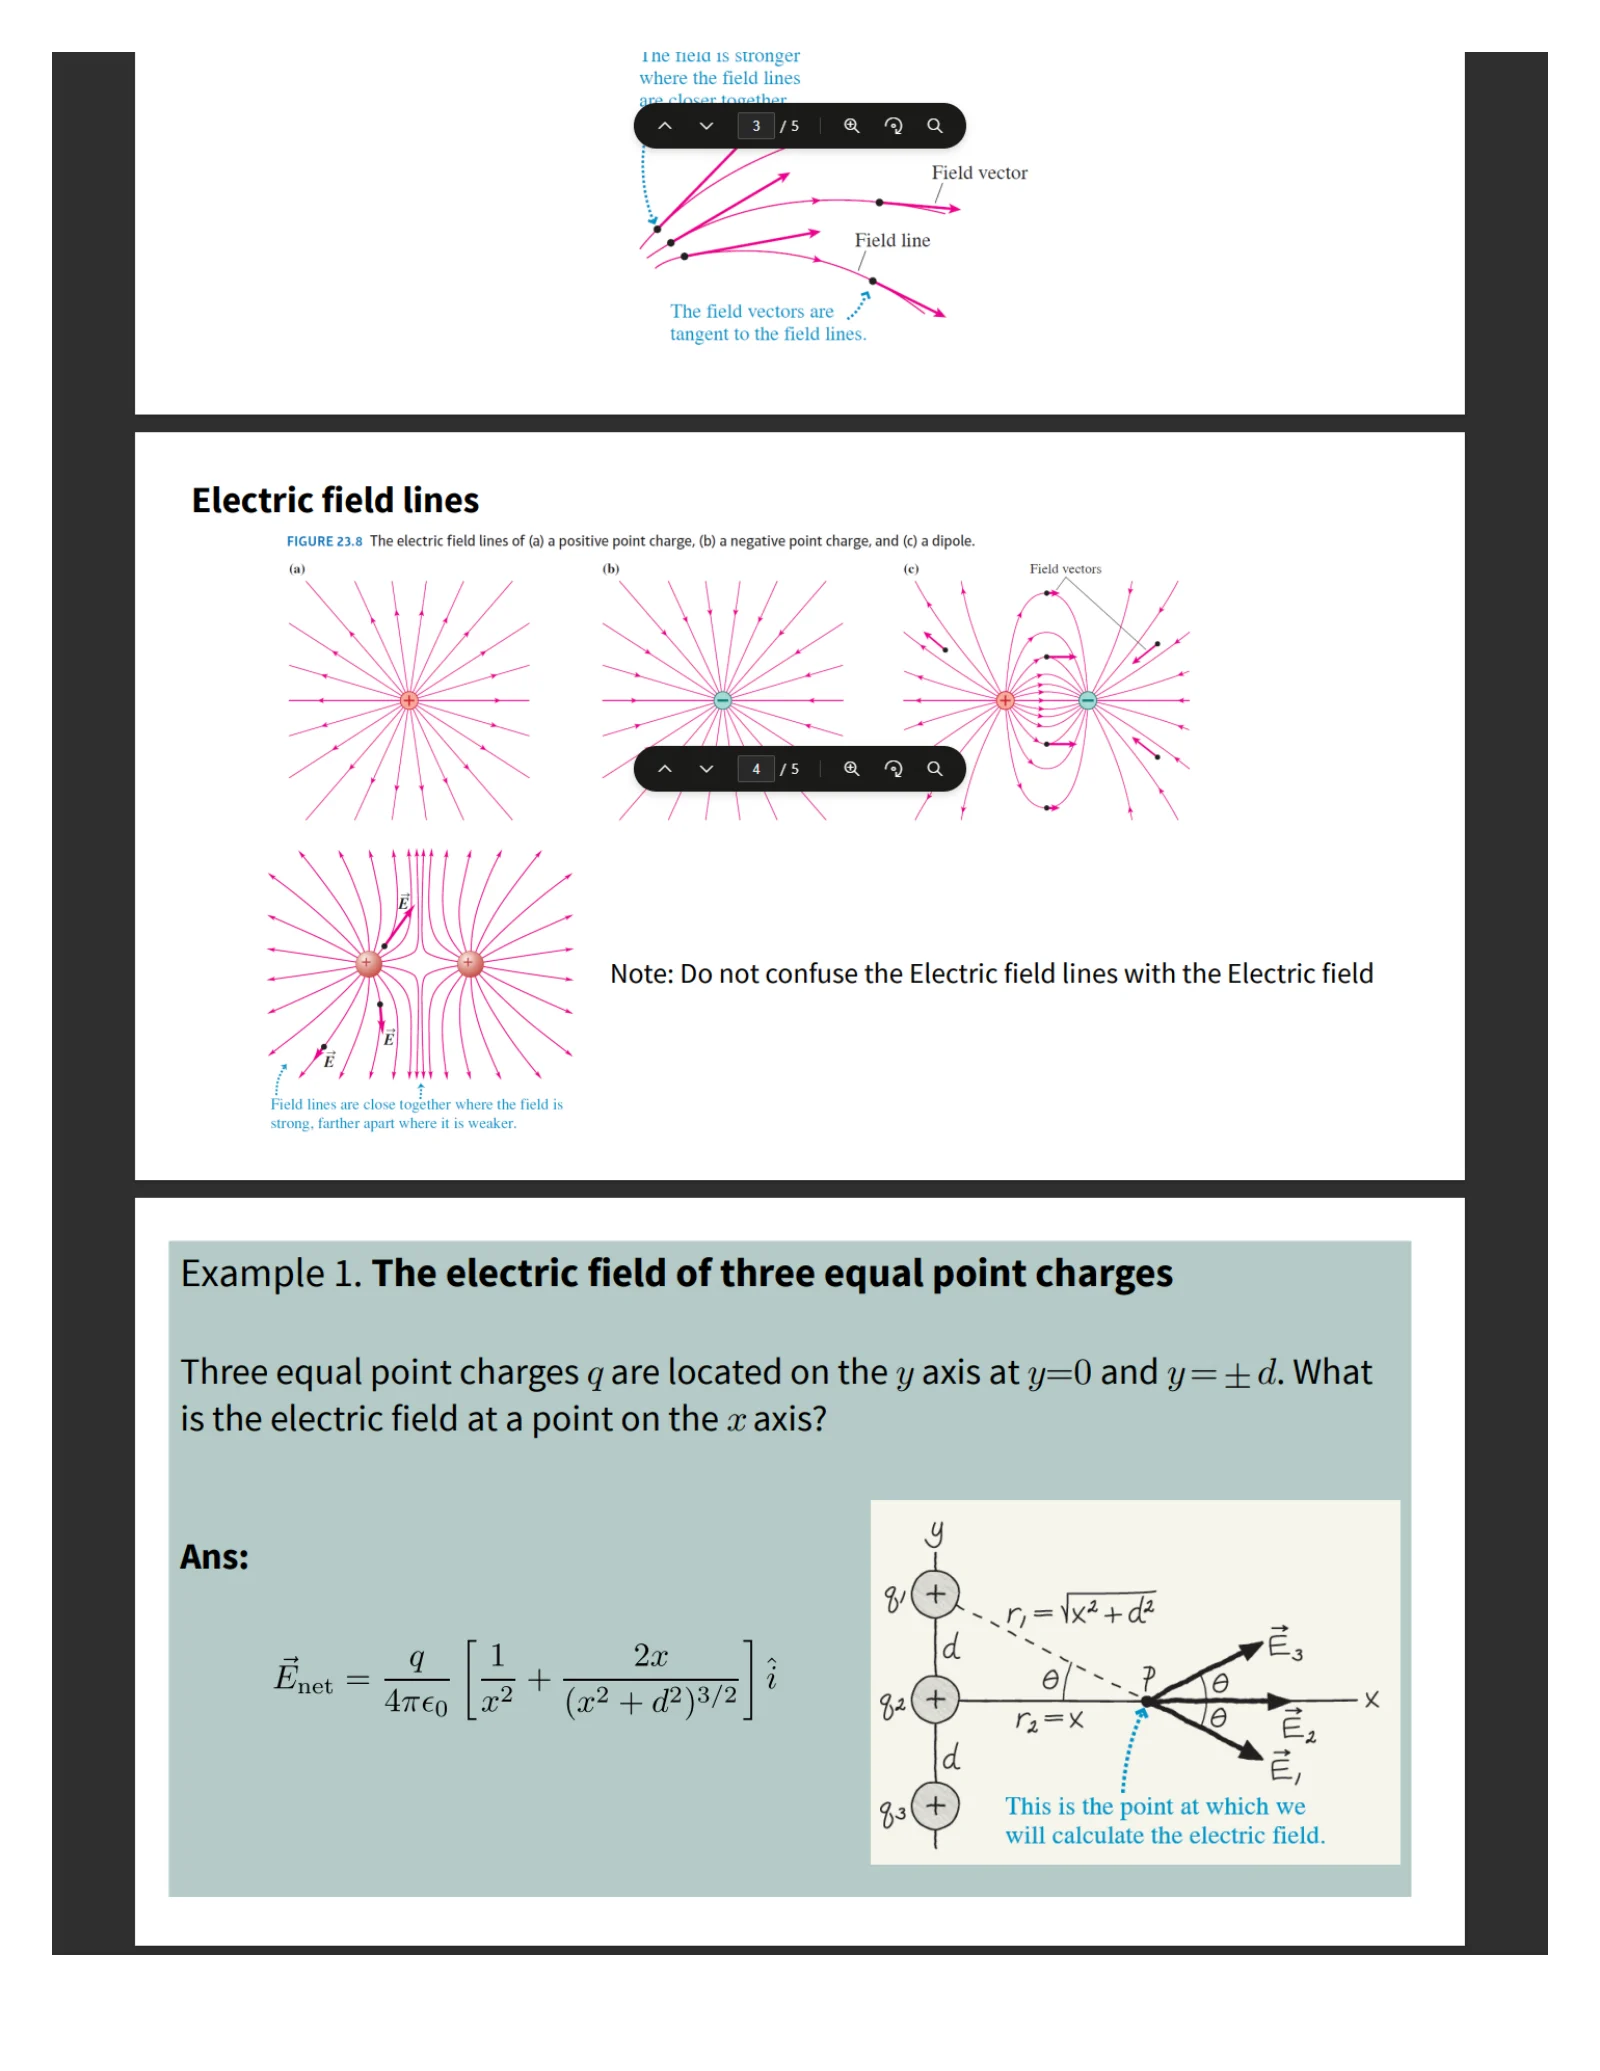 The field is stronger
where the field lines
are closer together
3 / 5
Field vector
Field line
The field vectors are
tangent to the field lines.
Electric field lines
FIGURE 23.8 The electric field lines of (a) a positive point charge, (b) a negative point charge, and (c) a dipole.
(a) (b) (c) Field vectors
+ − + −
4 / 5
E⃗
+ +
Note: Do not confuse the Electric field lines with the Electric field
E⃗
E⃗
Field lines are close together where the field is
strong, farther apart where it is weaker.
Example 1. The electric field of three equal point charges
Three equal point charges q are located on the y axis at y=0 and y=±d. What
is the electric field at a point on the x axis?
Ans:
E⃗net = q/(4πϵ0) [1/x² + 2x/(x² + d²)^3/2] î
y
q1 +
r1 = √x² + d²
d
E⃗3
θ P θ
q2 + x
r2 = x θ E⃗2
d
E⃗1
q3 +
This is the point at which we
will calculate the electric field.